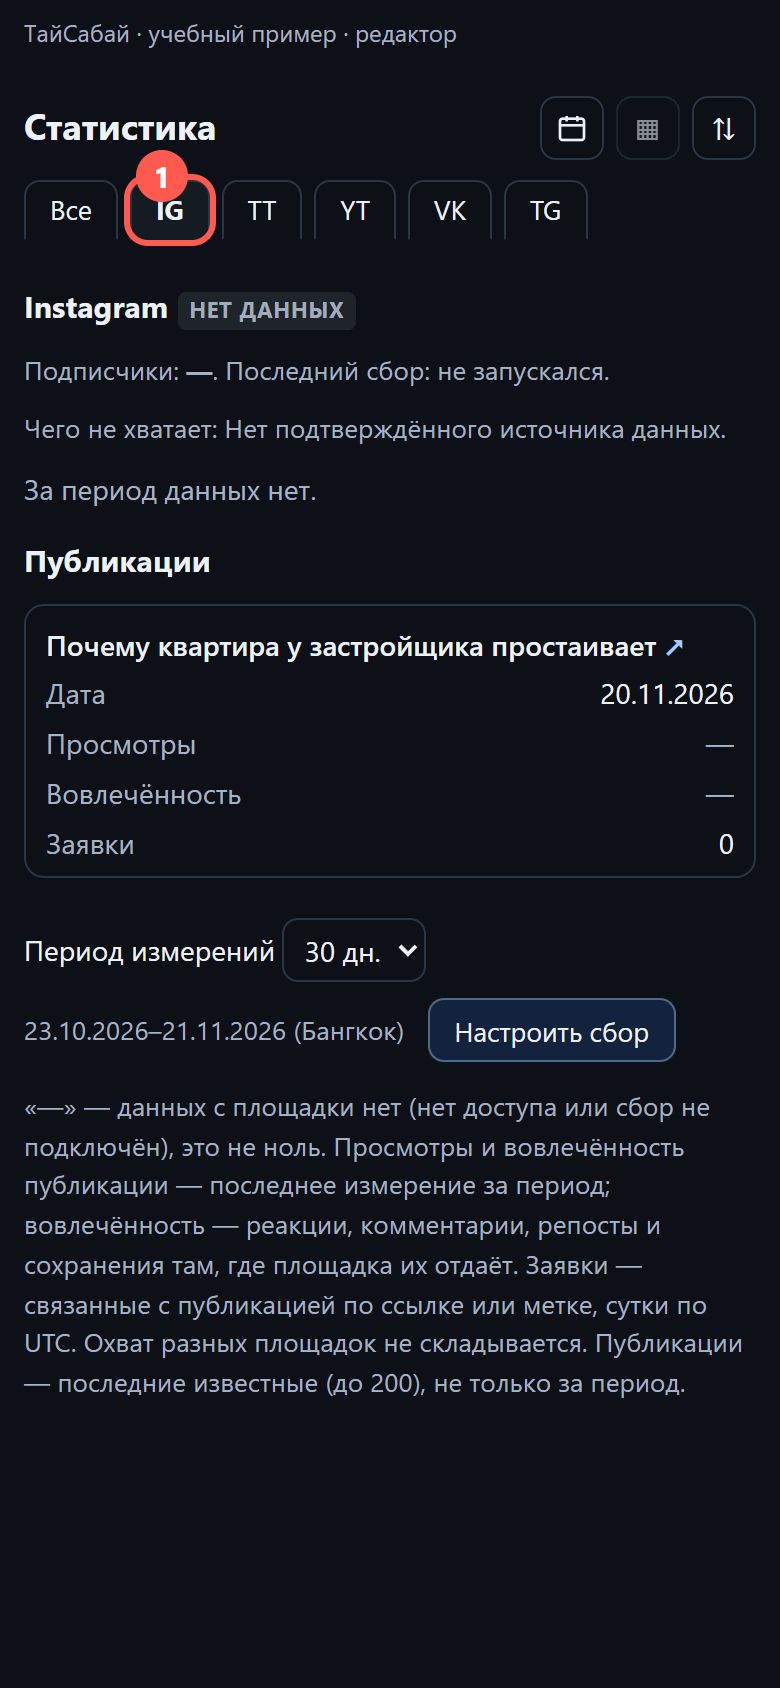 ТайСабай · учебный пример · редактор
Статистика
1
Все IG TT YT VK TG
Instagram НЕТ ДАННЫХ
Подписчики: —. Последний сбор: не запускался.
Чего не хватает: Нет подтверждённого источника данных.
За период данных нет.
Публикации
Почему квартира у застройщика простаивает ↗
Дата 20.11.2026
Просмотры —
Вовлечённость —
Заявки 0
Период измерений 30 дн.
23.10.2026–21.11.2026 (Бангкок) Настроить сбор
«—» — данных с площадки нет (нет доступа или сбор не
подключён), это не ноль. Просмотры и вовлечённость
публикации — последнее измерение за период;
вовлечённость — реакции, комментарии, репосты и
сохранения там, где площадка их отдаёт. Заявки —
связанные с публикацией по ссылке или метке, сутки по
UTC. Охват разных площадок не складывается. Публикации
— последние известные (до 200), не только за период.